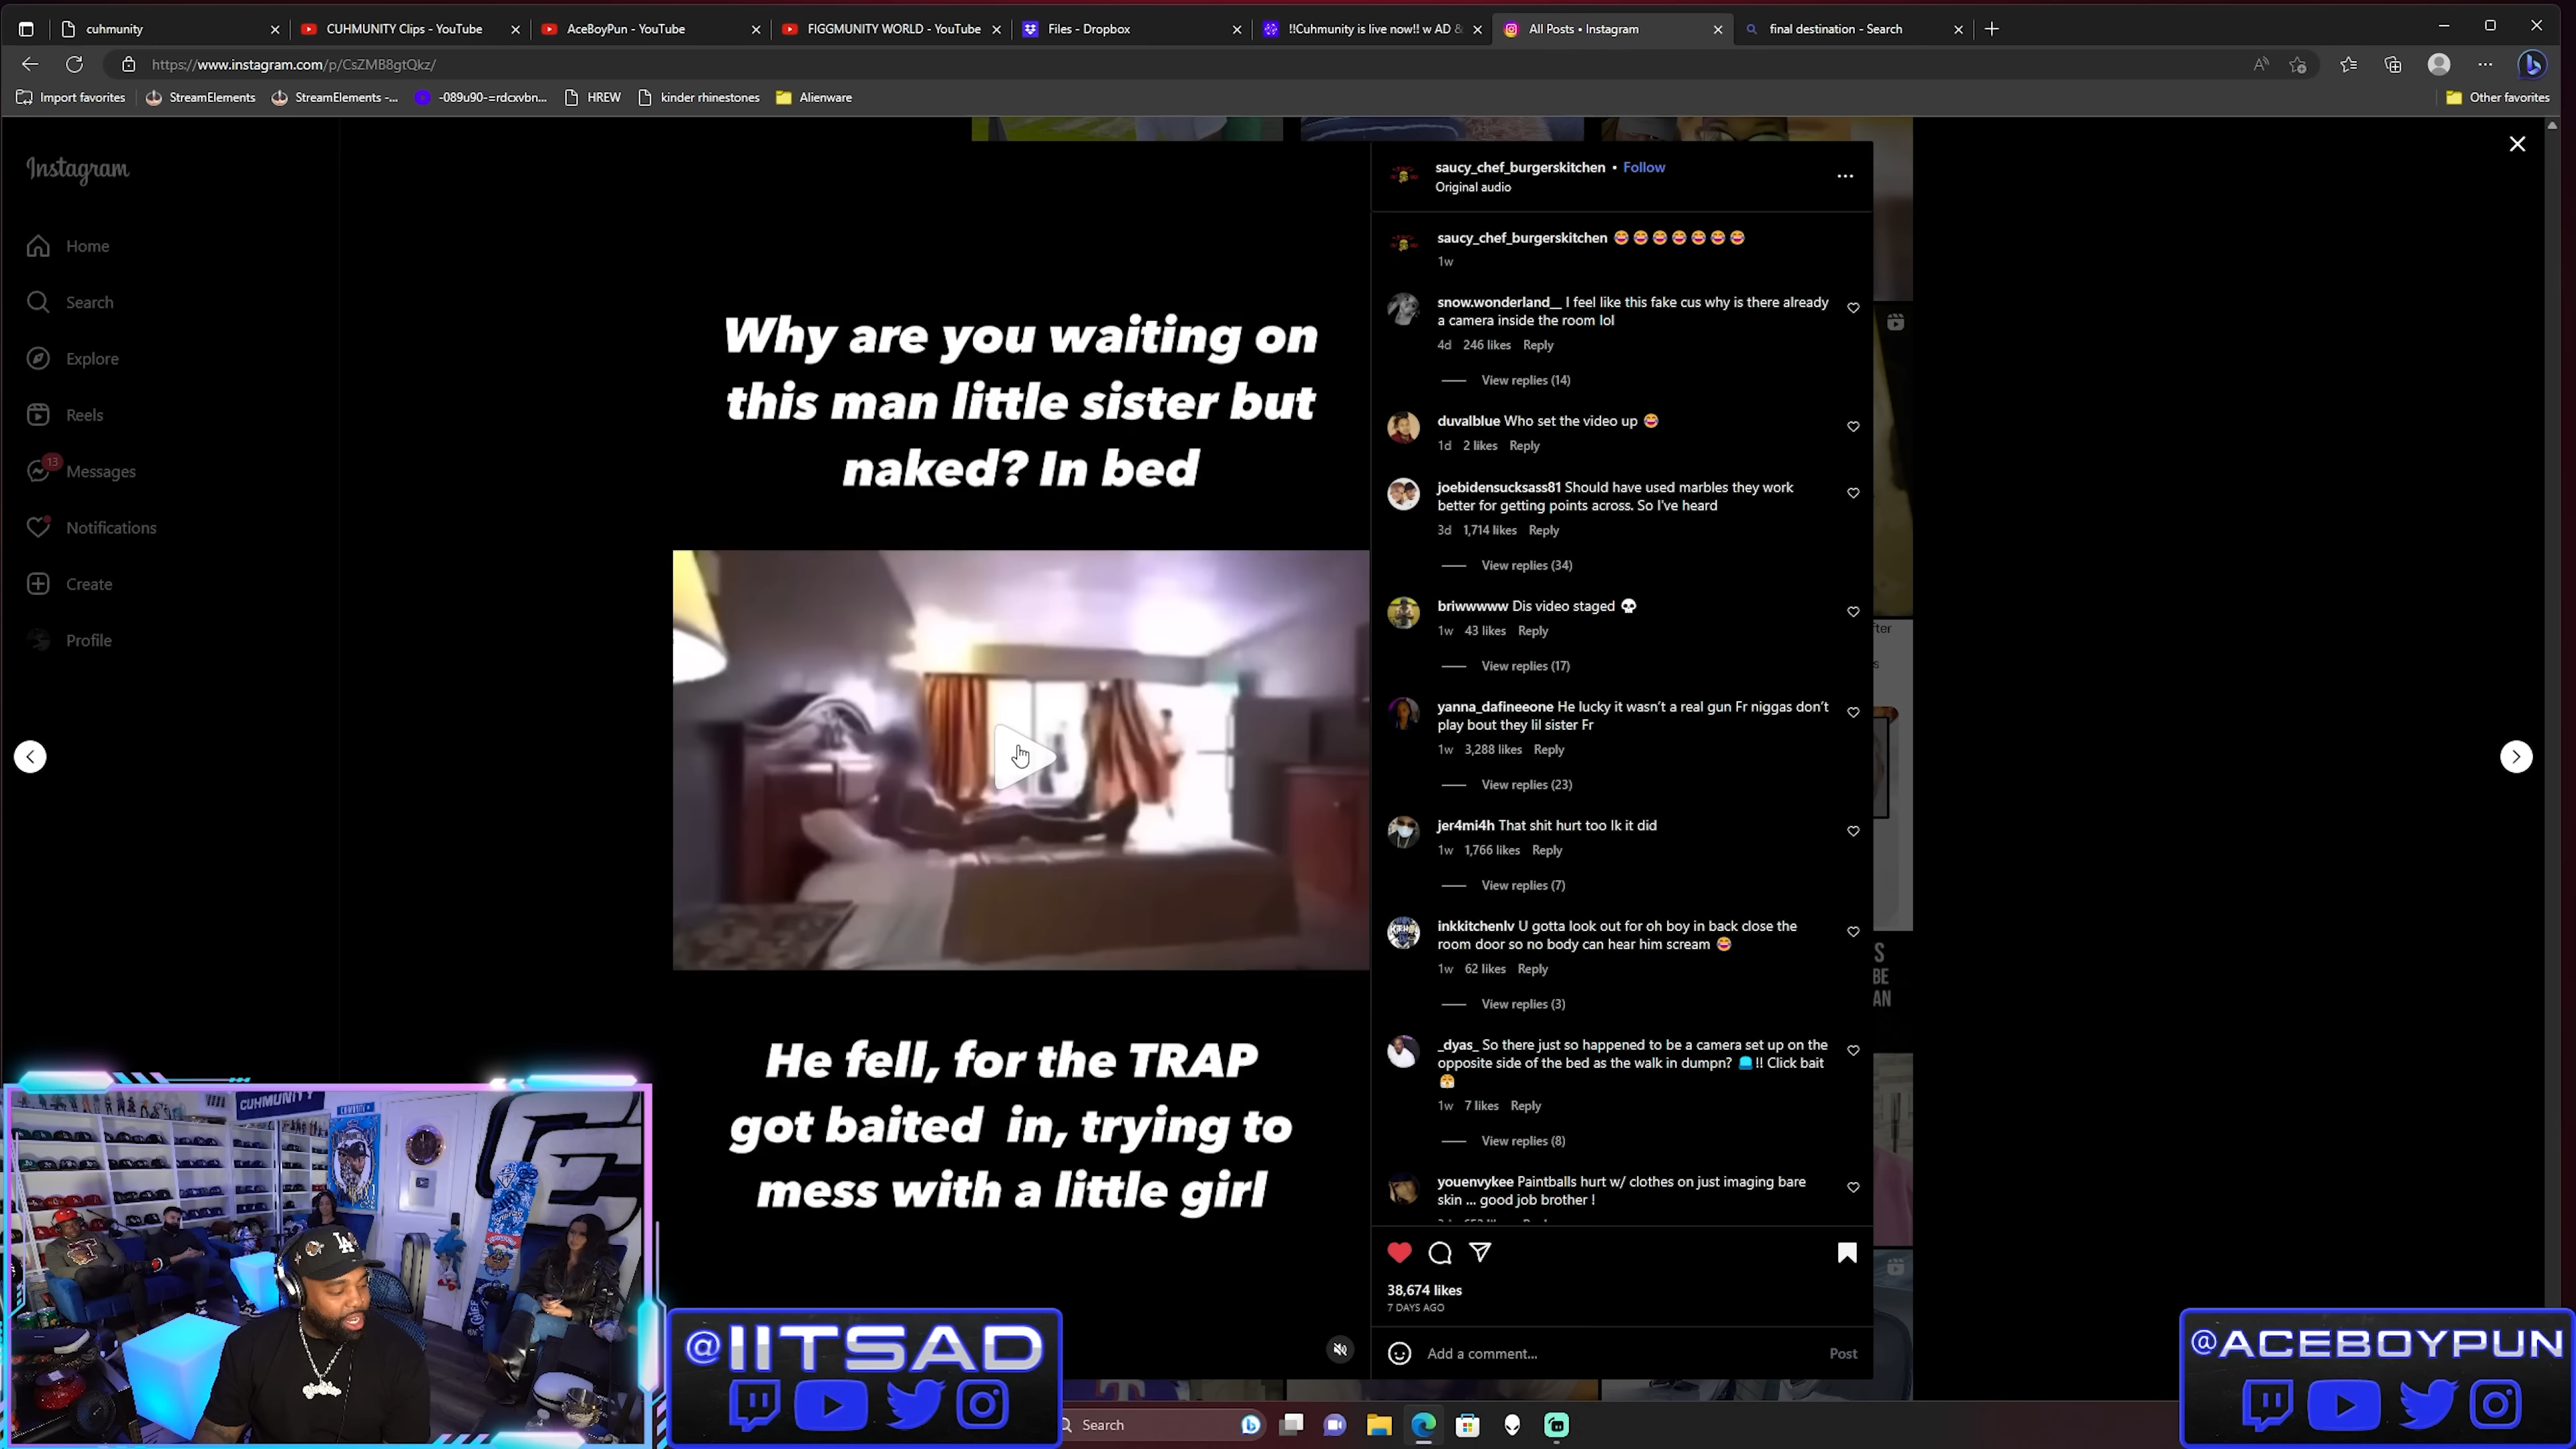 cuhmunity
CUHMUNITY Clips - YouTube
AceBoyPun - YouTube
FIGGMUNITY WORLD - YouTube
Files - Dropbox
!!Cuhmunity is live now!! w AD &
All Posts • Instagram
final destination - Search
https://www.instagram.com/p/CsZMB8gtQkz/
Import favorites
StreamElements
StreamElements -...
-089u90-=rdcxvbn...
HREW
kinder rhinestones
Alienware
Other favorites
Instagram
Home
Search
Explore
Reels
13
Messages
Notifications
Create
Profile
Why are you waiting on
this man little sister but
naked? In bed
He fell, for the TRAP
got baited in, trying to
mess with a little girl
saucy_chef_burgerskitchen • Follow
Original audio
saucy_chef_burgerskitchen 😂😂😂😂😂😂😂
1w
snow.wonderland__ I feel like this fake cus why is there already
a camera inside the room lol
4d 246 likes Reply
View replies (14)
duvalblue Who set the video up 😂
1d 2 likes Reply
joebidensucksass81 Should have used marbles they work
better for getting points across. So I've heard
3d 1,714 likes Reply
View replies (34)
briwwwww Dis video staged 💀
1w 43 likes Reply
View replies (17)
yanna_dafineeone He lucky it wasn't a real gun Fr niggas don't
play bout they lil sister Fr
1w 3,288 likes Reply
View replies (23)
jer4mi4h That shit hurt too Ik it did
1w 1,766 likes Reply
View replies (7)
inkkitchenlv U gotta look out for oh boy in back close the
room door so no body can hear him scream 😂
1w 62 likes Reply
View replies (3)
_dyas_ So there just so happened to be a camera set up on the
opposite side of the bed as the walk in dumpn? 🧢!! Click bait
😤
1w 7 likes Reply
View replies (8)
youenvykee Paintballs hurt w/ clothes on just imaging bare
skin ... good job brother !
38,674 likes
7 DAYS AGO
Add a comment...
Post
S
BE
AN
CUHMUNITY
LA
@IITSAD
@ACEBOYPUN
Search